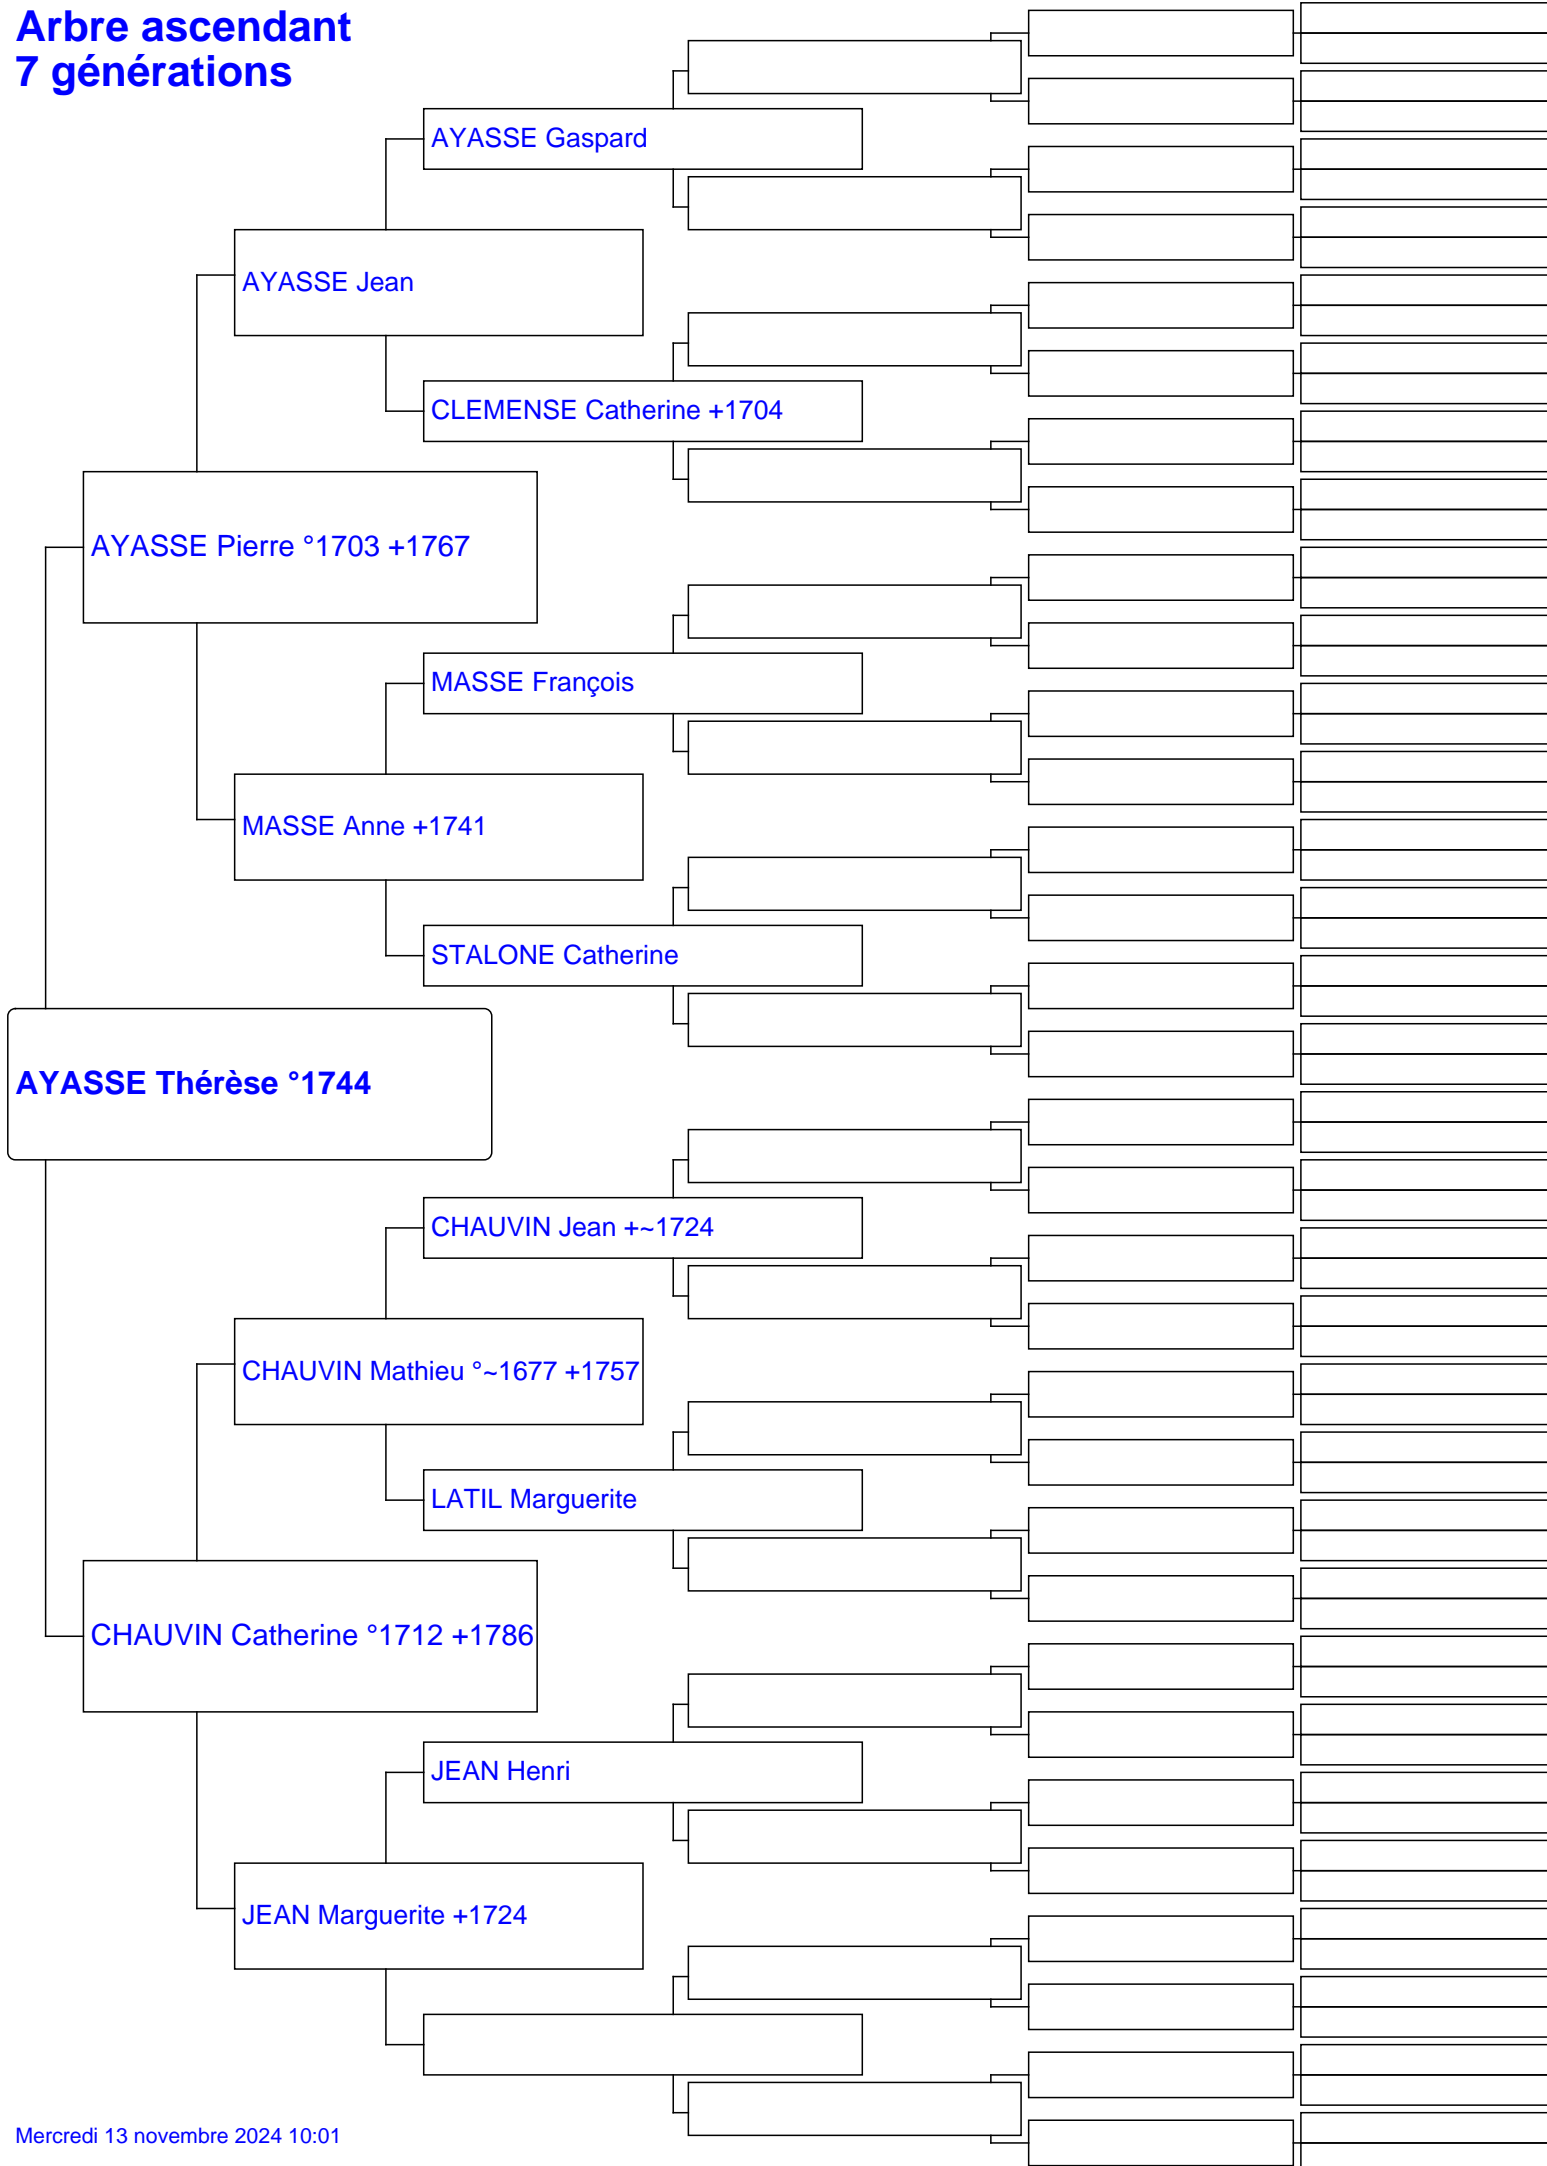 Arbre ascendant
7 générations
AYASSE Gaspard
AYASSE Jean
CLEMENSE Catherine +1704
AYASSE Pierre °1703 +1767
MASSE François
MASSE Anne +1741
STALONE Catherine
AYASSE Thérèse °1744
CHAUVIN Jean +~1724
CHAUVIN Mathieu °~1677 +1757
LATIL Marguerite
CHAUVIN Catherine °1712 +1786
JEAN Henri
JEAN Marguerite +1724
Mercredi 13 novembre 2024 10:01